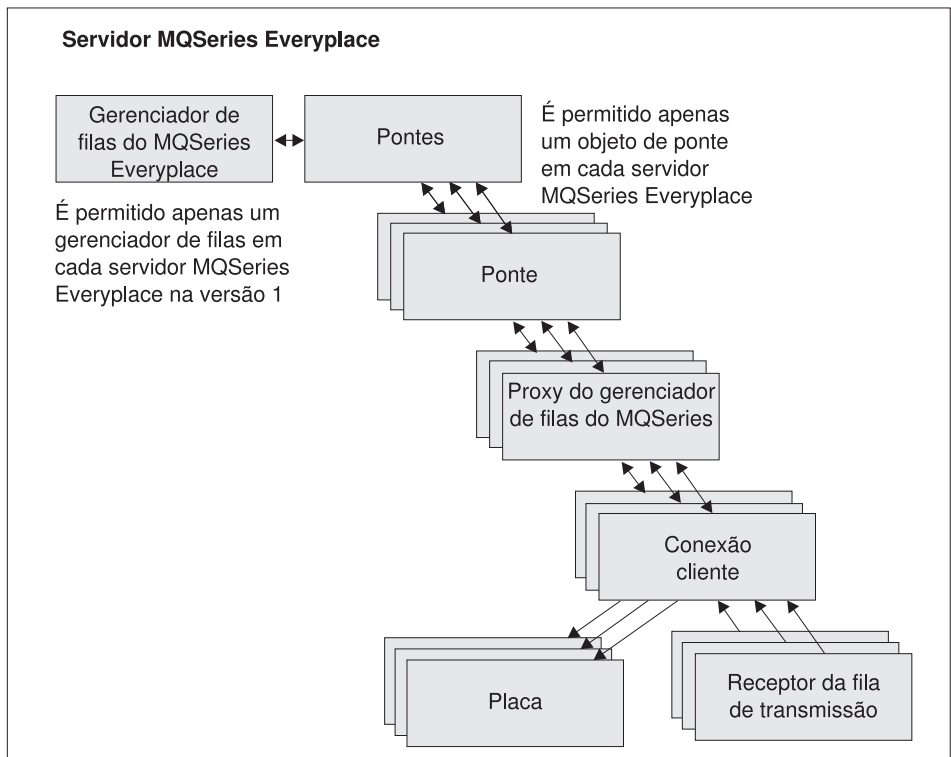 Servidor MQSeries Everyplace
Gerenciador de
filas do MQSeries
Everyplace
Pontes
É permitido apenas
um objeto de ponte
em cada servidor
MQSeries Everyplace
É permitido apenas um
gerenciador de filas em
cada servidor MQSeries
Everyplace na versão 1
Ponte
Proxy do gerenciador
de filas do MQSeries
Conexão
cliente
Placa
Receptor da fila
de transmissão